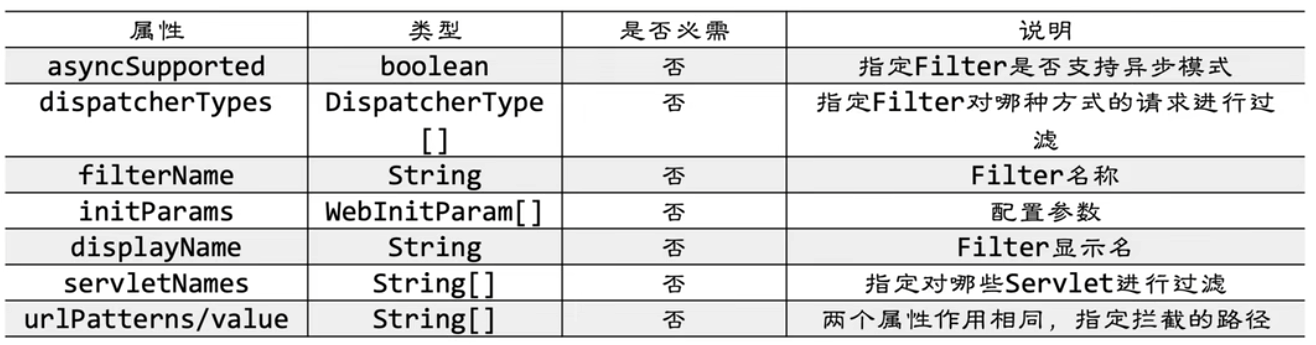 属性 类型 是否必需 说明
asyncSupported boolean 否 指定Filter是否支持异步模式
dispatcherTypes DispatcherType 否 指定Filter对哪种方式的请求进行过
[] 滤
filterName String 否 Filter名称
initParams WebInitParam[] 否 配置参数
displayName String 否 Filter显示名
servletNames String[] 否 指定对哪些Servlet进行过滤
urlPatterns/value String[] 否 两个属性作用相同，指定拦截的路径